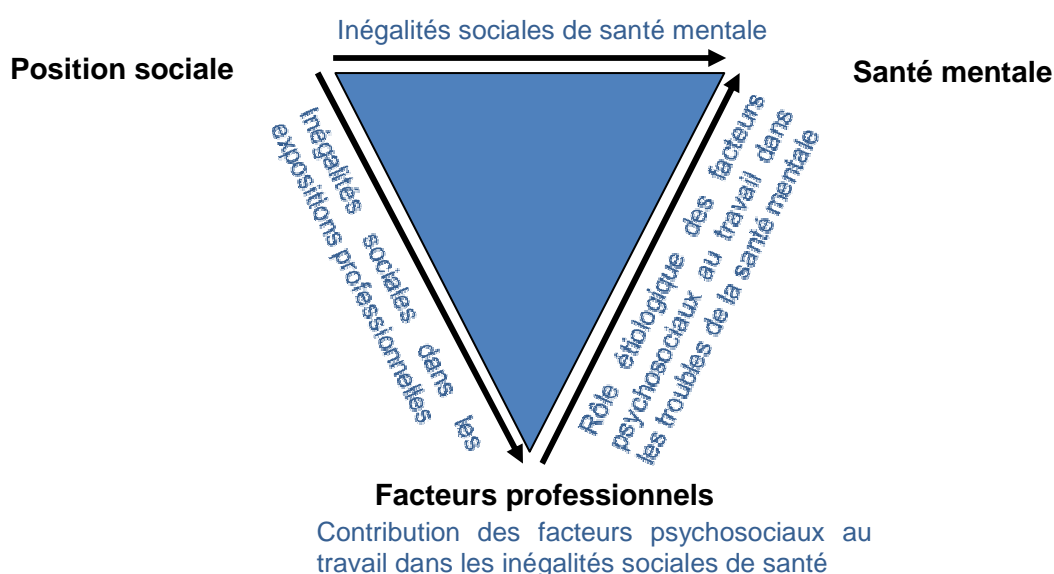 Inégalités sociales de santé mentale
Position sociale
Santé mentale
Inégalités sociales dans les
expositions professionnelles
Rôle étiologique des facteurs
psychosociaux au travail dans
les troubles de la santé mentale
Facteurs professionnels
Contribution des facteurs psychosociaux au
travail dans les inégalités sociales de santé